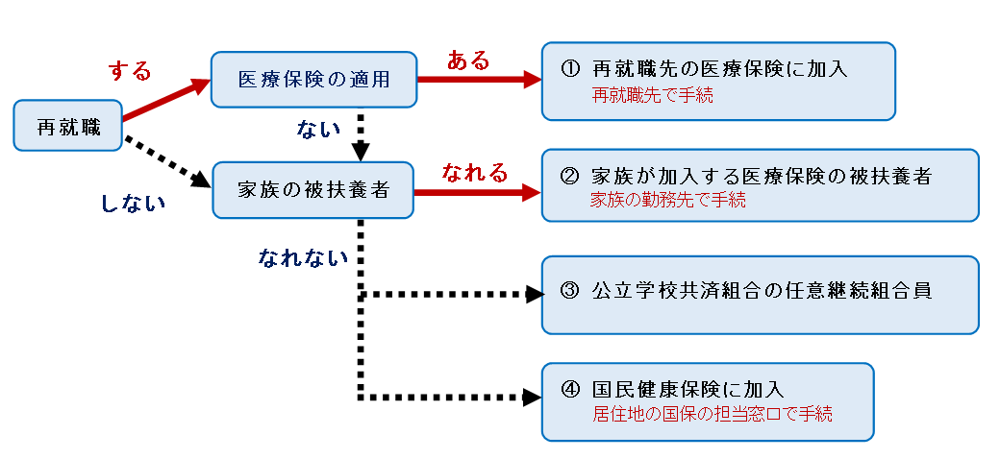 再就職
する
しない
医療保険の適用
ある
ない
家族の被扶養者
なれる
なれない
① 再就職先の医療保険に加入
再就職先で手続
② 家族が加入する医療保険の被扶養者
家族の勤務先で手続
③ 公立学校共済組合の任意継続組合員
④ 国民健康保険に加入
居住地の国保の担当窓口で手続